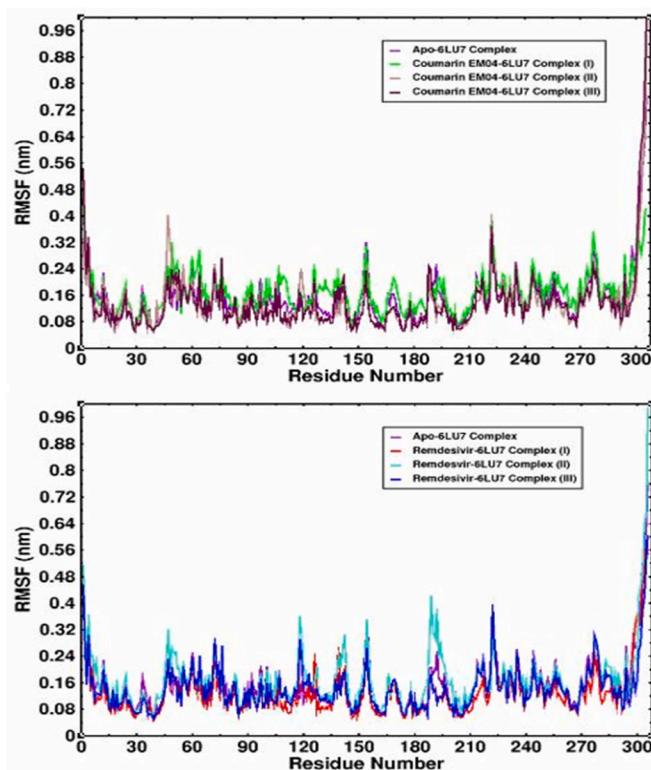 0.96
0.88
0.8
0.72
0.64
0.56
0.48
0.4
0.32
0.24
0.16
0.08
0
RMSF (nm)
Apo-6LU7 Complex
Coumarin EM04-6LU7 Complex (I)
Coumarin EM04-6LU7 Complex (II)
Coumarin EM04-6LU7 Complex (III)
0 30 60 90 120 150 180 210 240 270 300
Residue Number
0.96
0.88
0.8
0.72
0.64
0.56
0.48
0.4
0.32
0.24
0.16
0.08
0
RMSF (nm)
Apo-6LU7 Complex
Remdesivir-6LU7 Complex (I)
Remdesvir-6LU7 Complex (II)
Remdesivir-6LU7 Complex (III)
0 30 60 90 120 150 180 210 240 270 300
Residue Number